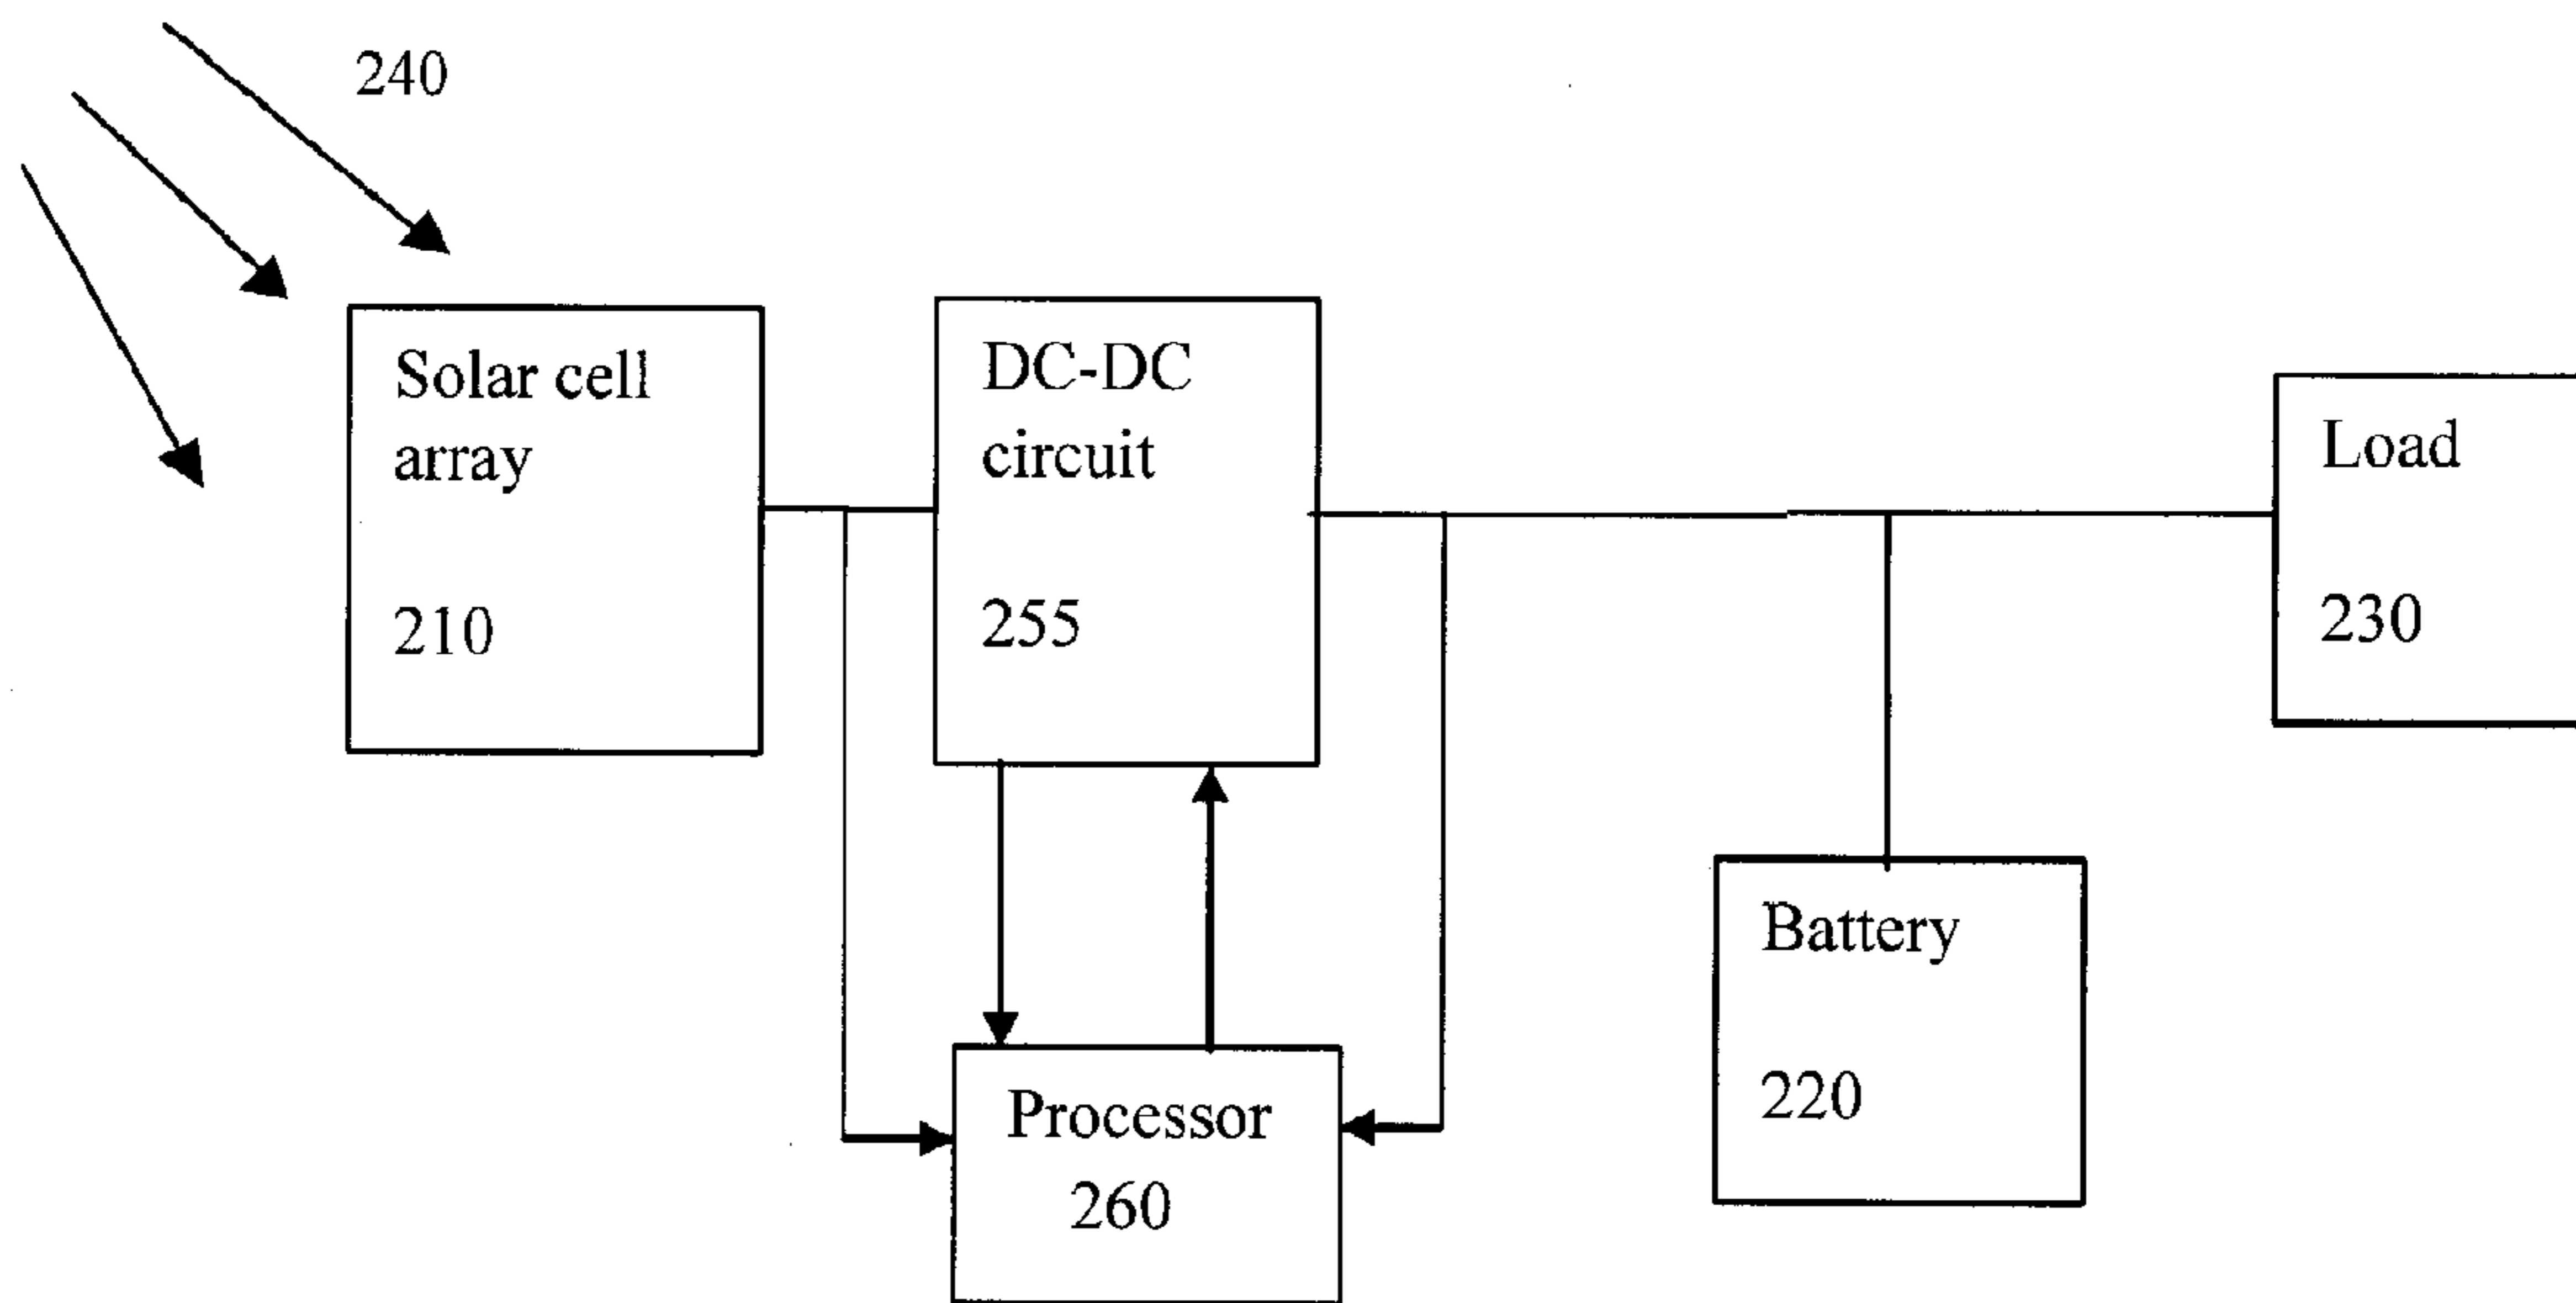 240
Solar cell
array
210
DC-DC
circuit
255
Load
230
Battery
220
Processor
260